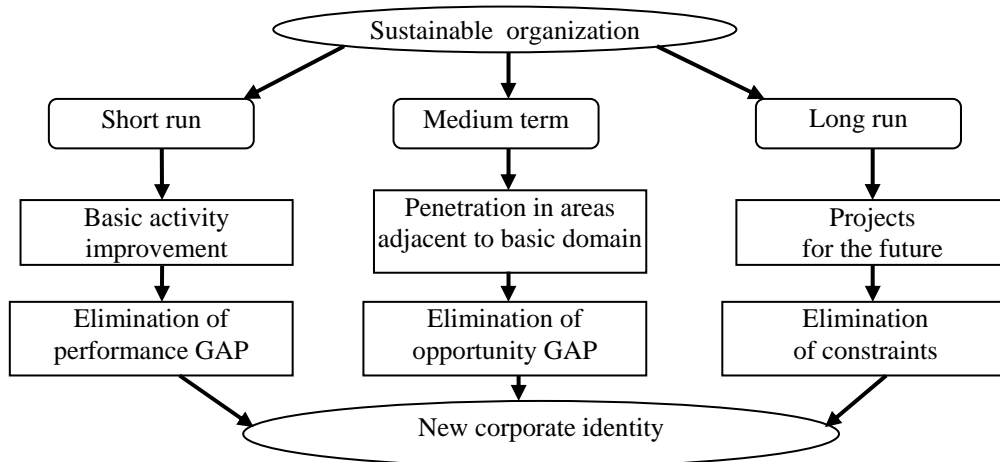 Sustainable organization
Short run
Medium term
Long run
Basic activity
improvement
Penetration in areas
adjacent to basic domain
Projects
for the future
Elimination of
performance GAP
Elimination of
opportunity GAP
Elimination
of constraints
New corporate identity